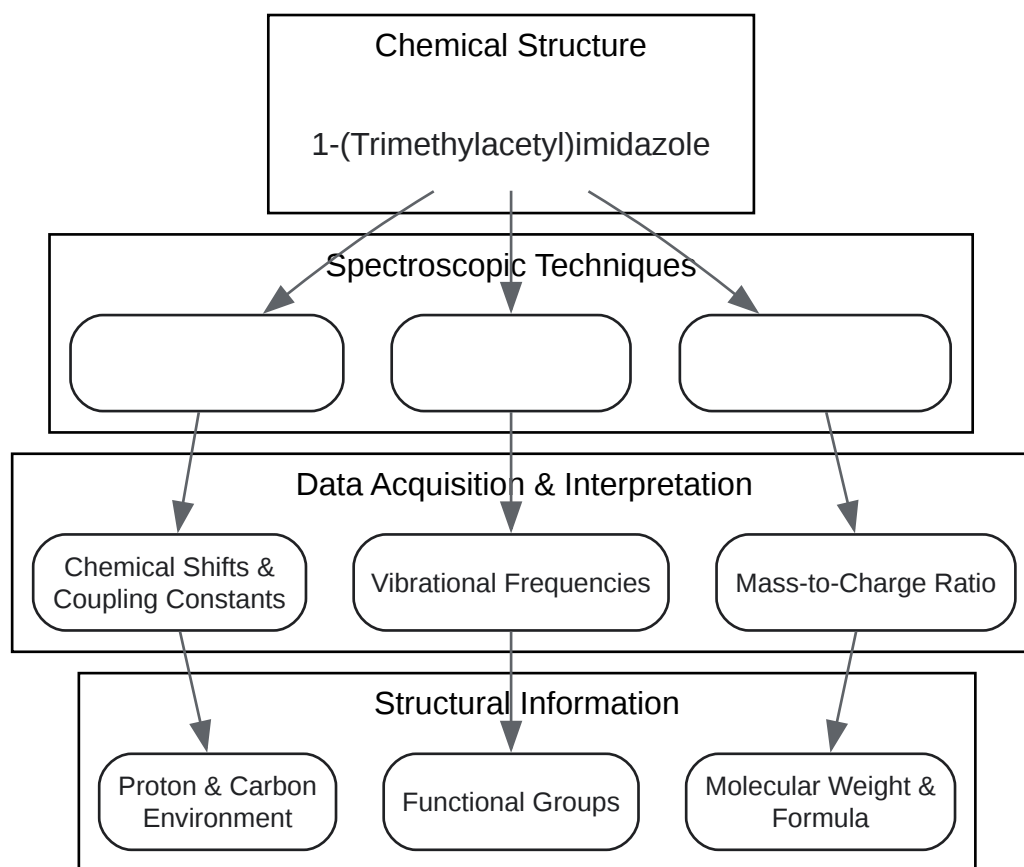 Chemical Structure
1-(Trimethylacetyl)imidazole
Spectroscopic Techniques
Data Acquisition & Interpretation
Chemical Shifts &
Coupling Constants
Vibrational Frequencies
Mass-to-Charge Ratio
Structural Information
Proton & Carbon
Environment
Functional Groups
Molecular Weight &
Formula